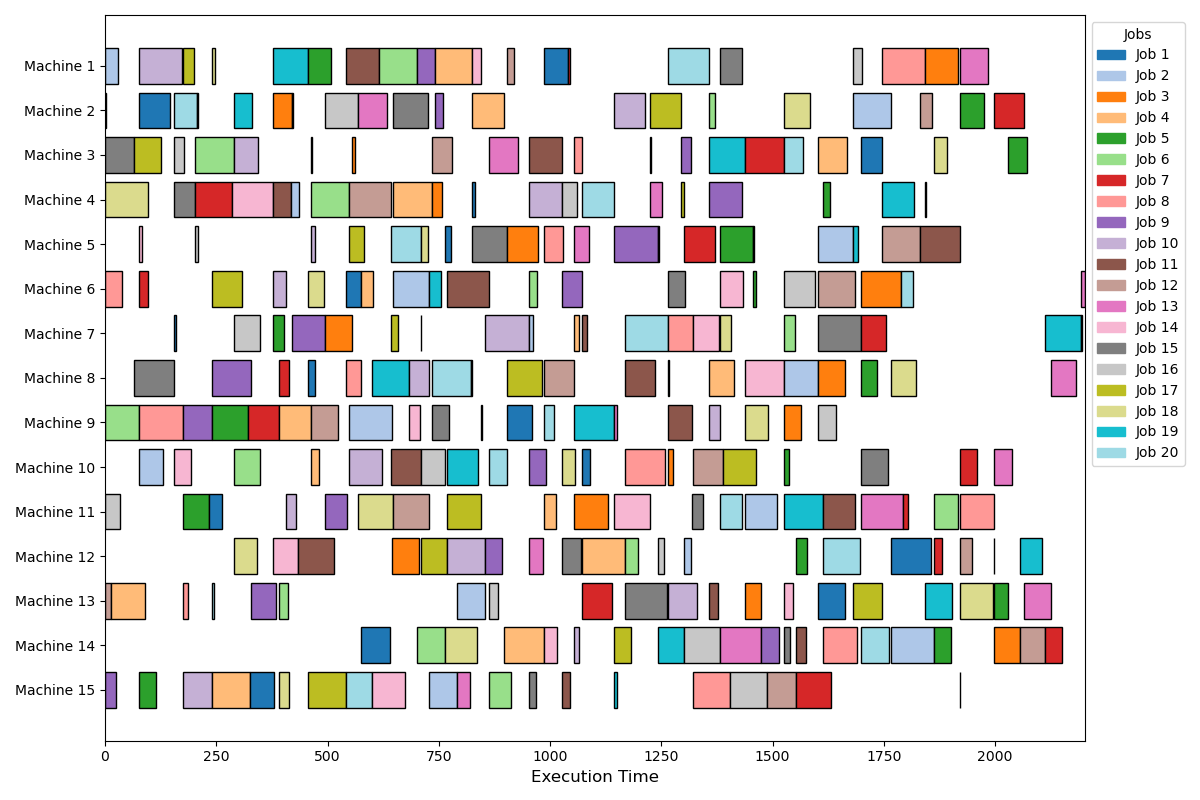 Machine 1
Machine 2
Machine 3
Machine 4
Machine 5
Machine 6
Machine 7
Machine 8
Machine 9
Machine 10
Machine 11
Machine 12
Machine 13
Machine 14
Machine 15
0 250 500 750 1000 1250 1500 1750 2000
Execution Time
Jobs
Job 1
Job 2
Job 3
Job 4
Job 5
Job 6
Job 7
Job 8
Job 9
Job 10
Job 11
Job 12
Job 13
Job 14
Job 15
Job 16
Job 17
Job 18
Job 19
Job 20